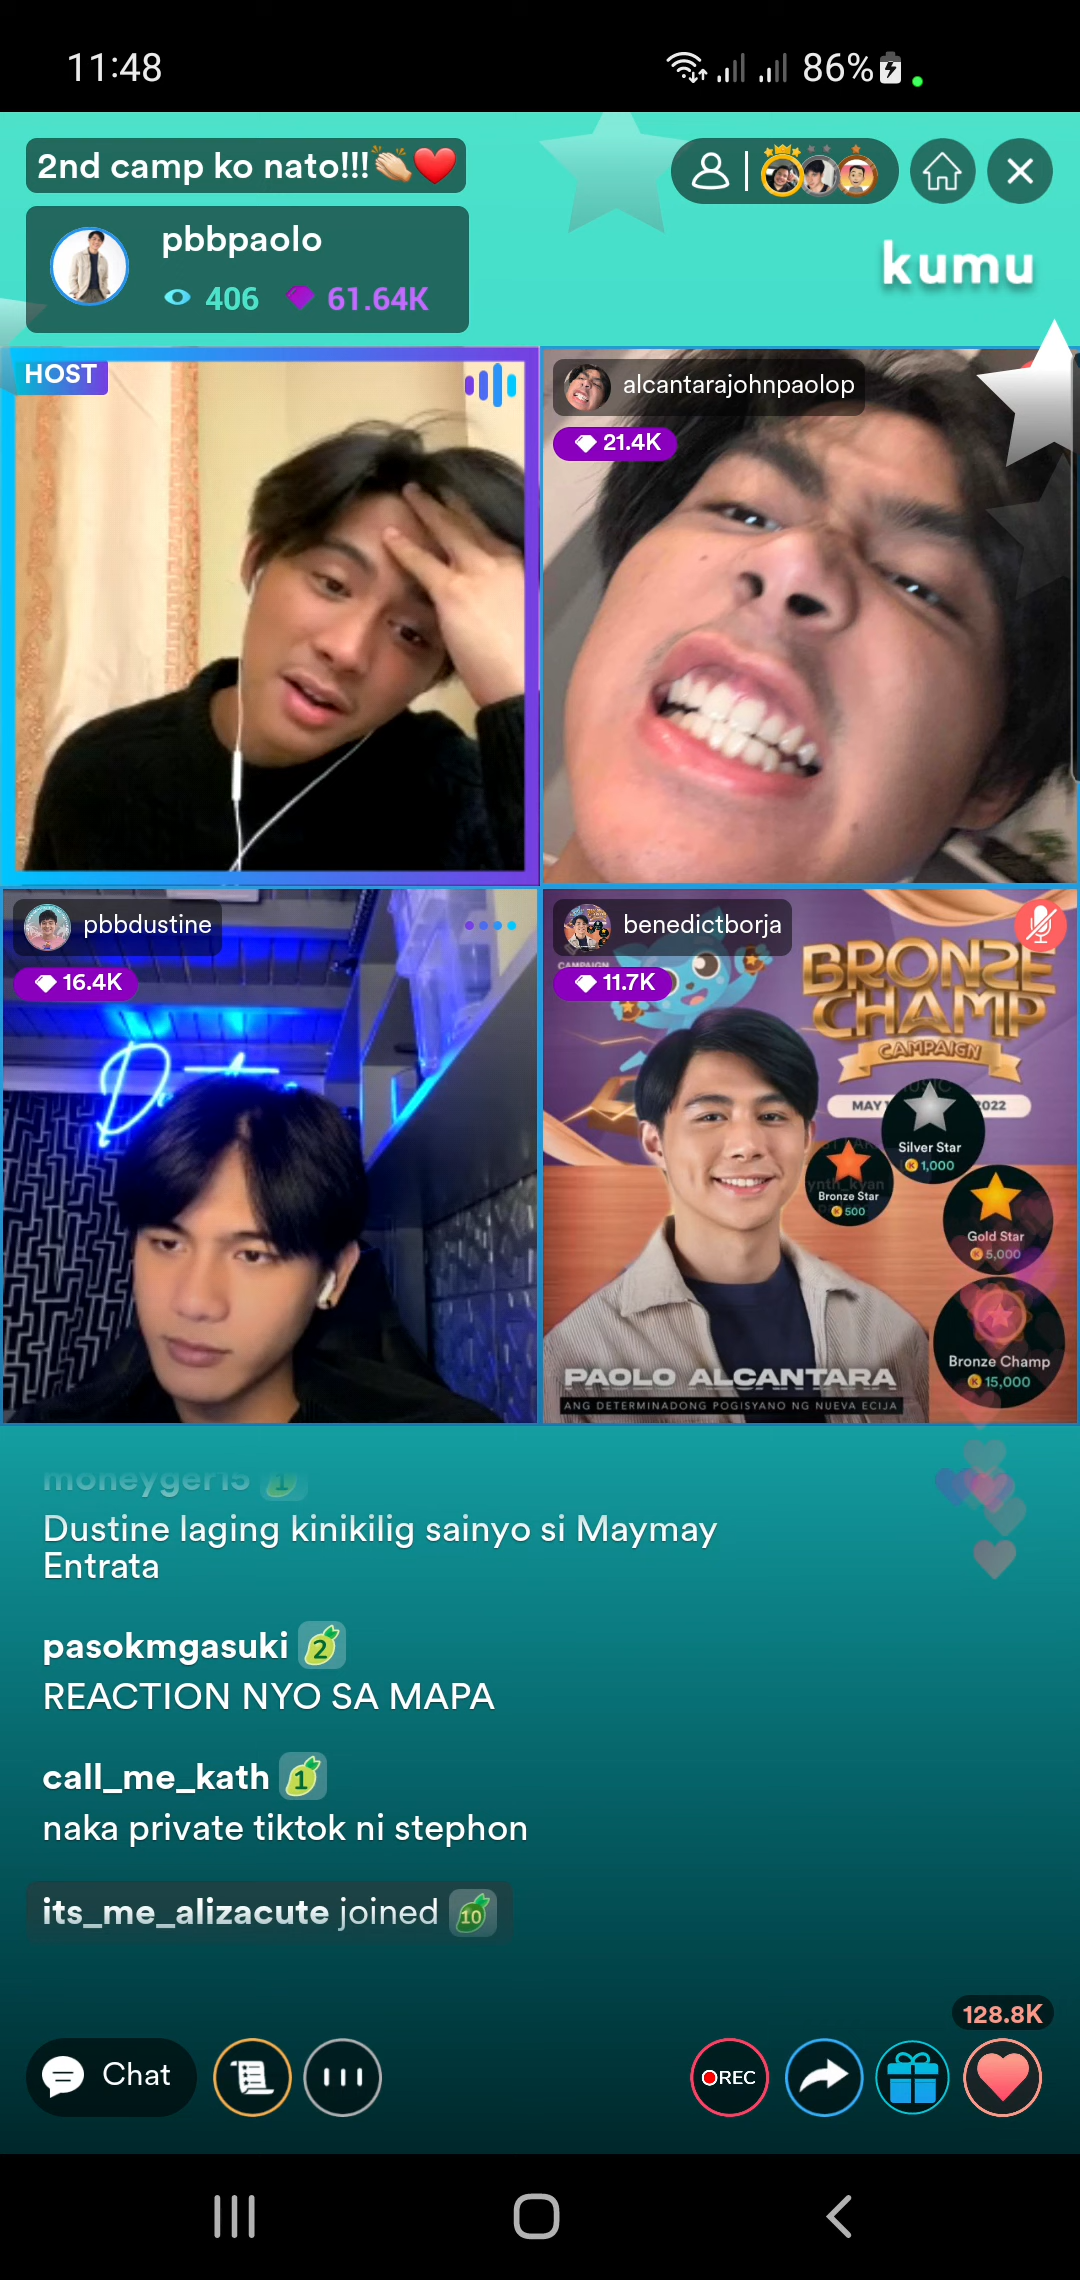 11:48
86%
2nd camp ko nato!!!👏🏻❤️
pbbpaolo
406
61.64K
kumu
HOST
alcantarajohnpaolop
21.4K
pbbdustine
16.4K
benedictborja
11.7K
CAMPAIGN
BRONZE
CHAMP
CAMPAIGN
MAY
2022
Silver Star
1,000
Bronze Star
500
Gold Star
5,000
Bronze Champ
15,000
PAOLO ALCANTARA
ANG DETERMINADONG POGISYANO NG NUEVA ECIJA
moneyger15 1
Dustine laging kinikilig sainyo si Maymay
Entrata
pasokmgasuki 2
REACTION NYO SA MAPA
call_me_kath 1
naka private tiktok ni stephon
its_me_alizacute joined 10
128.8K
Chat
REC